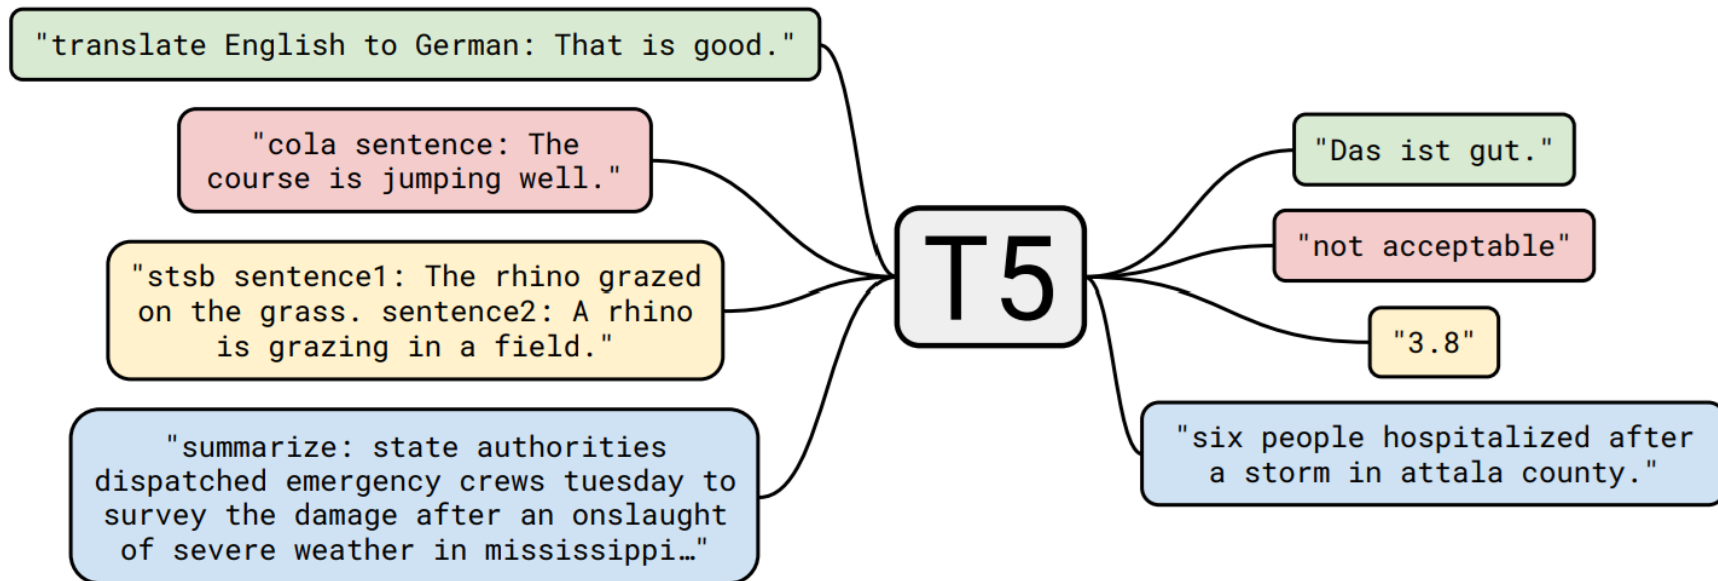 "translate English to German: That is good."
"cola sentence: The
course is jumping well."
"stsb sentence1: The rhino grazed
on the grass. sentence2: A rhino
is grazing in a field."
"summarize: state authorities
dispatched emergency crews tuesday to
survey the damage after an onslaught
of severe weather in mississippi…"
T5
"Das ist gut."
"not acceptable"
"3.8"
"six people hospitalized after
a storm in attala county."